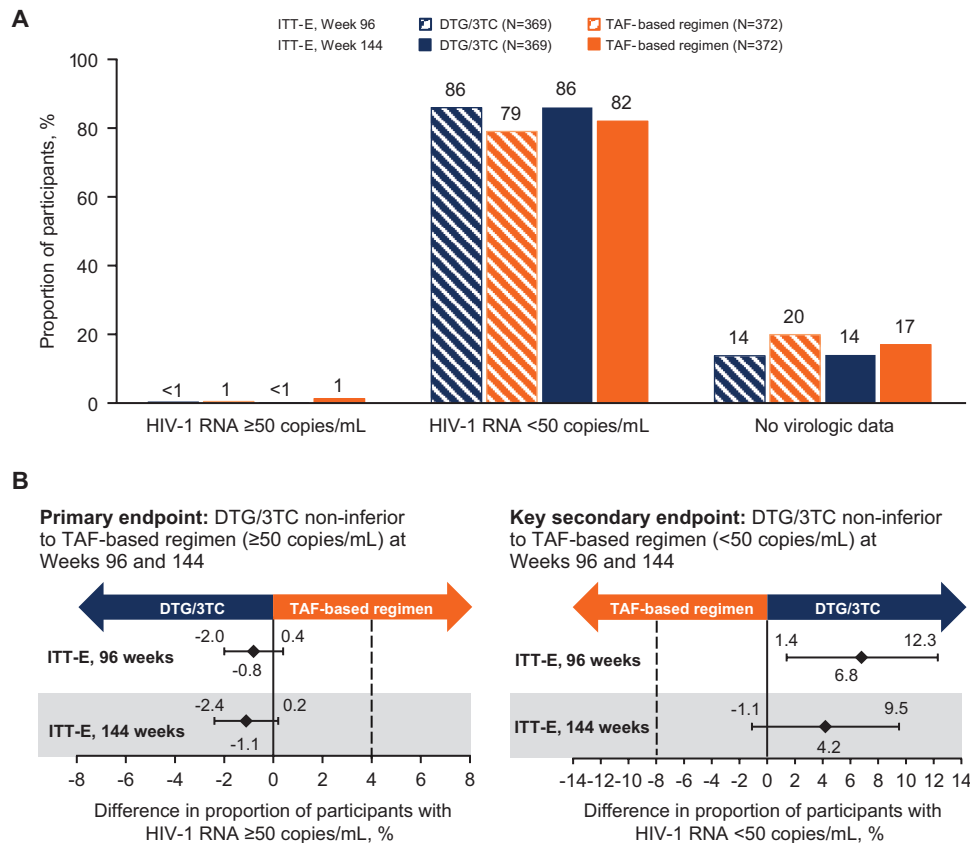 A
ITT-E, Week 96 DTG/3TC (N=369) TAF-based regimen (N=372)
ITT-E, Week 144 DTG/3TC (N=369) TAF-based regimen (N=372)
Proportion of participants, %
100
80
60
40
20
0
<1 1 <1 1
86 79 86 82
14 20 14 17
HIV-1 RNA ≥50 copies/mL HIV-1 RNA <50 copies/mL No virologic data
B
Primary endpoint: DTG/3TC non-inferior
to TAF-based regimen (≥50 copies/mL) at
Weeks 96 and 144
DTG/3TC TAF-based regimen
-2.0 0.4
ITT-E, 96 weeks
-0.8
-2.4 0.2
ITT-E, 144 weeks
-1.1
-8 -6 -4 -2 0 2 4 6 8
Difference in proportion of participants with
HIV-1 RNA ≥50 copies/mL, %
Key secondary endpoint: DTG/3TC non-inferior
to TAF-based regimen (<50 copies/mL) at
Weeks 96 and 144
TAF-based regimen DTG/3TC
1.4 12.3
ITT-E, 96 weeks
6.8
-1.1 9.5
ITT-E, 144 weeks
4.2
-14 -12 -10 -8 -6 -4 -2 0 2 4 6 8 10 12 14
Difference in proportion of participants with
HIV-1 RNA <50 copies/mL, %